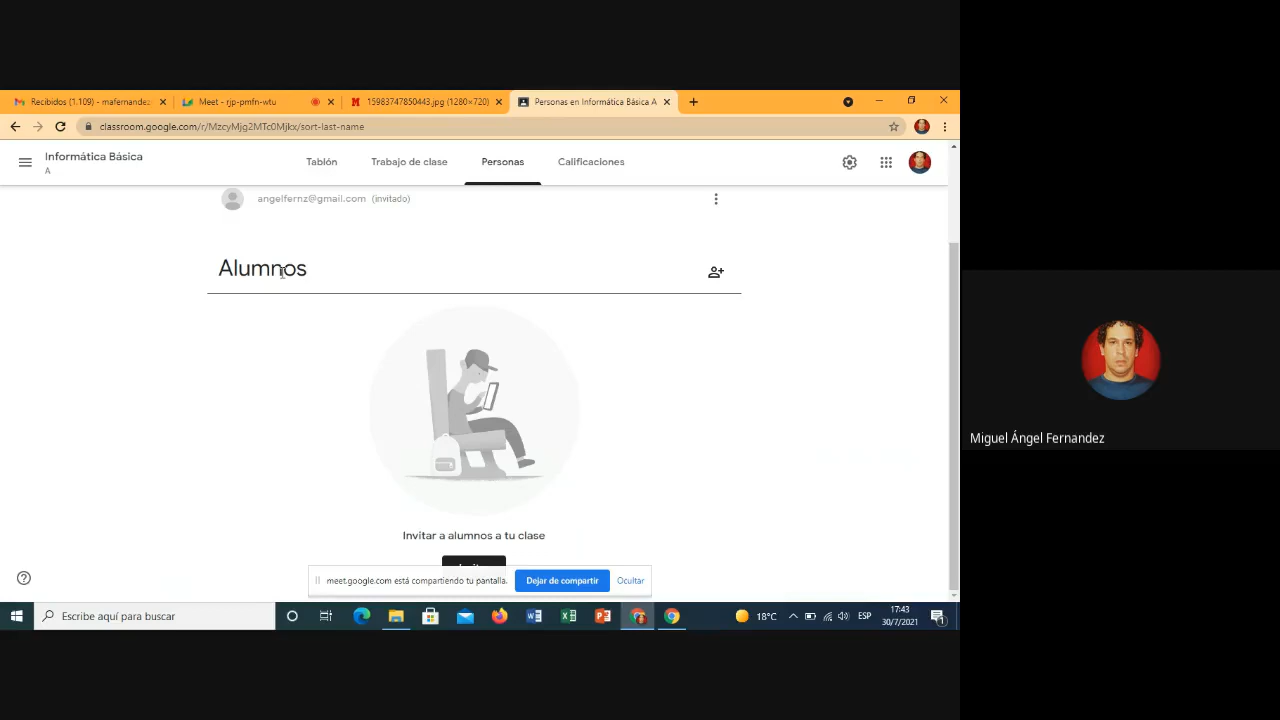 Recibidos (1.109) - mafernandez
Meet - rjp-pmfn-wtu
15983747850443.jpg (1280×720)
Personas en Informática Básica A
classroom.google.com/r/MzcyMjg2MTc0Mjkx/sort-last-name
Informática Básica
A
Tablón
Trabajo de clase
Personas
Calificaciones
angelfernz@gmail.com (invitado)
Alumnos
Invitar a alumnos a tu clase
meet.google.com está compartiendo tu pantalla.
Dejar de compartir
Ocultar
Miguel Ángel Fernandez
Escribe aquí para buscar
18°C
ESP
17:43
30/7/2021
1